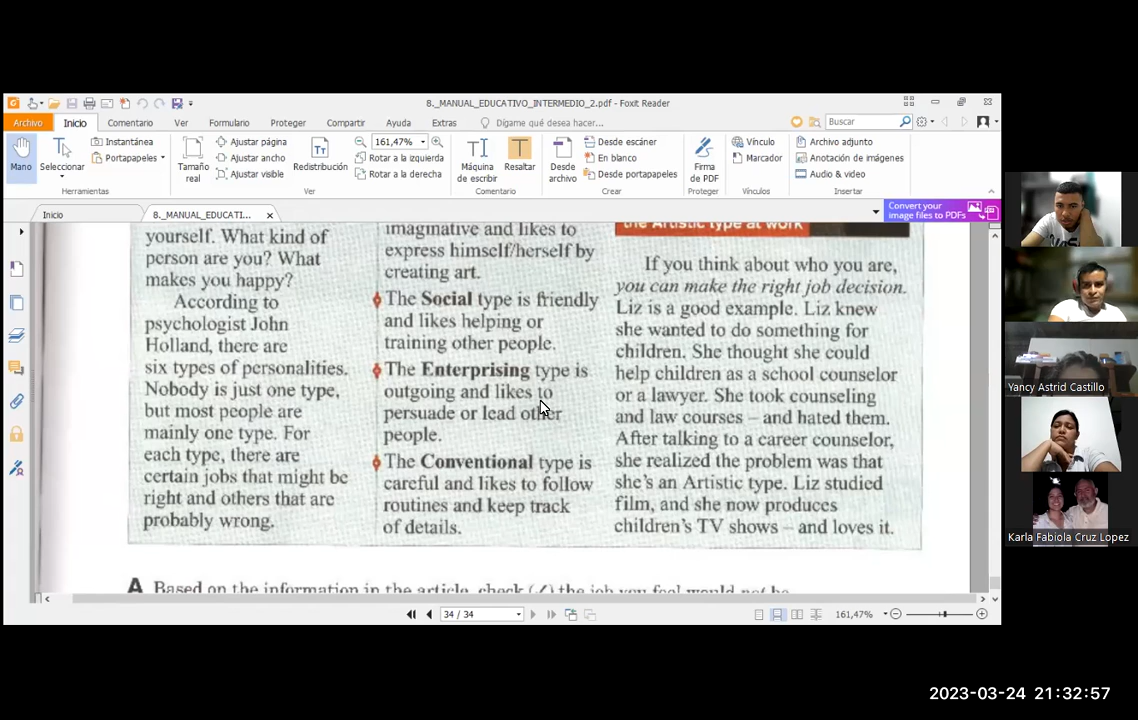 8._MANUAL_EDUCATIVO_INTERMEDIO_2.pdf - Foxit Reader
Archivo Inicio Comentario Ver Formulario Proteger Compartir Ayuda Extras Dígame qué desea hacer... Buscar
Mano
Seleccionar
Instantánea
Portapapeles
Herramientas
Tamaño real
Ajustar página
Ajustar ancho
Ajustar visible
Redistribución
161,47%
Rotar a la izquierda
Rotar a la derecha
Ver
Máquina de escribir
Resaltar
Comentario
Desde archivo
Desde escáner
En blanco
Desde portapapeles
Crear
Firma de PDF
Proteger
Vínculo
Marcador
Vínculos
Archivo adjunto
Anotación de imágenes
Audio & video
Insertar
Inicio
8._MANUAL_EDUCATI...
Convert your
image files to PDFs
yourself. What kind of
person are you? What
makes you happy?
According to
psychologist John
Holland, there are
six types of personalities.
Nobody is just one type,
but most people are
mainly one type. For
each type, there are
certain jobs that might be
right and others that are
probably wrong.
imaginative and likes to
express himself/herself by
creating art.
The Social type is friendly
and likes helping or
training other people.
The Enterprising type is
outgoing and likes to
persuade or lead other
people.
The Conventional type is
careful and likes to follow
routines and keep track
of details.
the Artistic type at work
If you think about who you are,
you can make the right job decision.
Liz is a good example. Liz knew
she wanted to do something for
children. She thought she could
help children as a school counselor
or a lawyer. She took counseling
and law courses – and hated them.
After talking to a career counselor,
she realized the problem was that
she's an Artistic type. Liz studied
film, and she now produces
children's TV shows – and loves it.
A Based on the information in the article, check (✓) the job you feel would not be
34 / 34
161,47%
Yancy Astrid Castillo
Karla Fabiola Cruz Lopez
2023-03-24 21:32:57